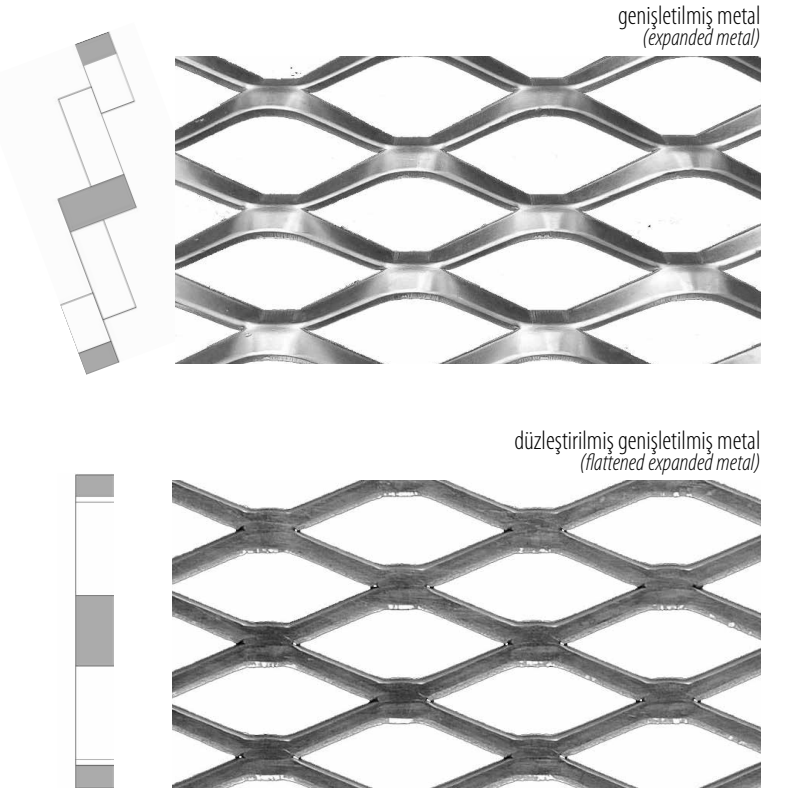 genişletilmiş metal
(expanded metal)
düzleştirilmiş genişletilmiş metal
(flattened expanded metal)